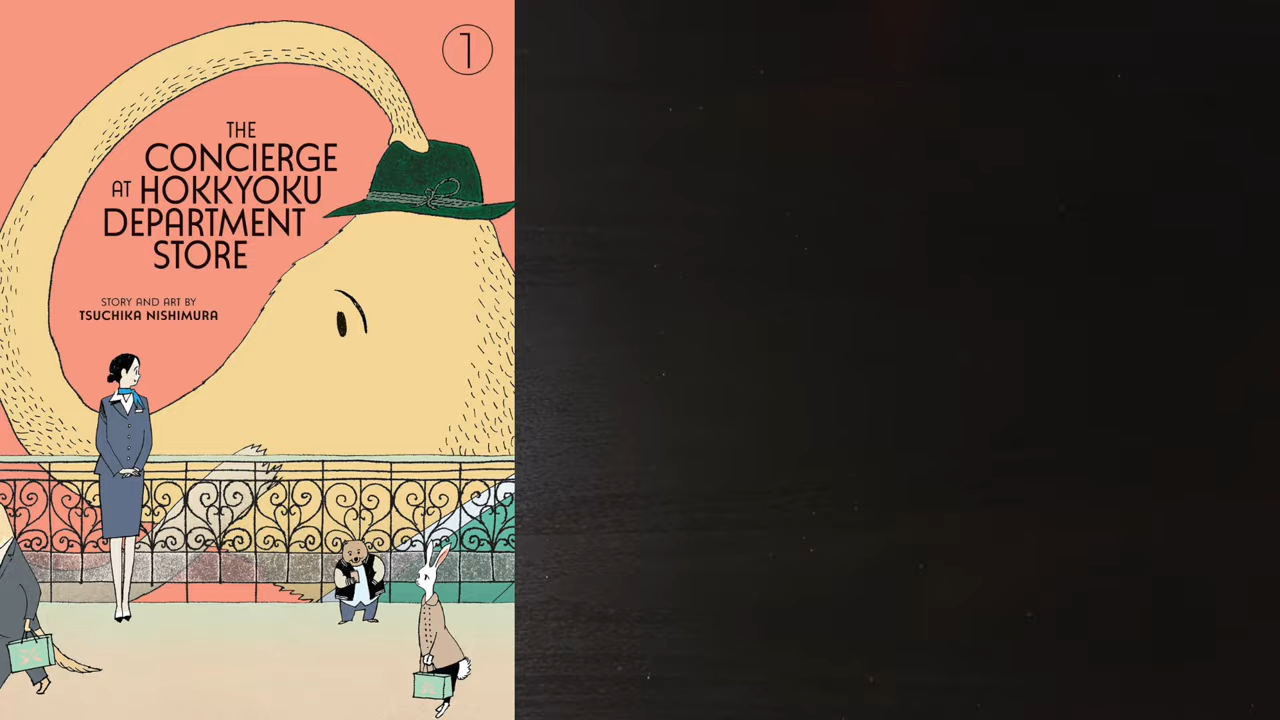 1
THE
CONCIERGE
AT HOKKYOKU
DEPARTMENT
STORE
STORY AND ART BY
TSUCHIKA NISHIMURA